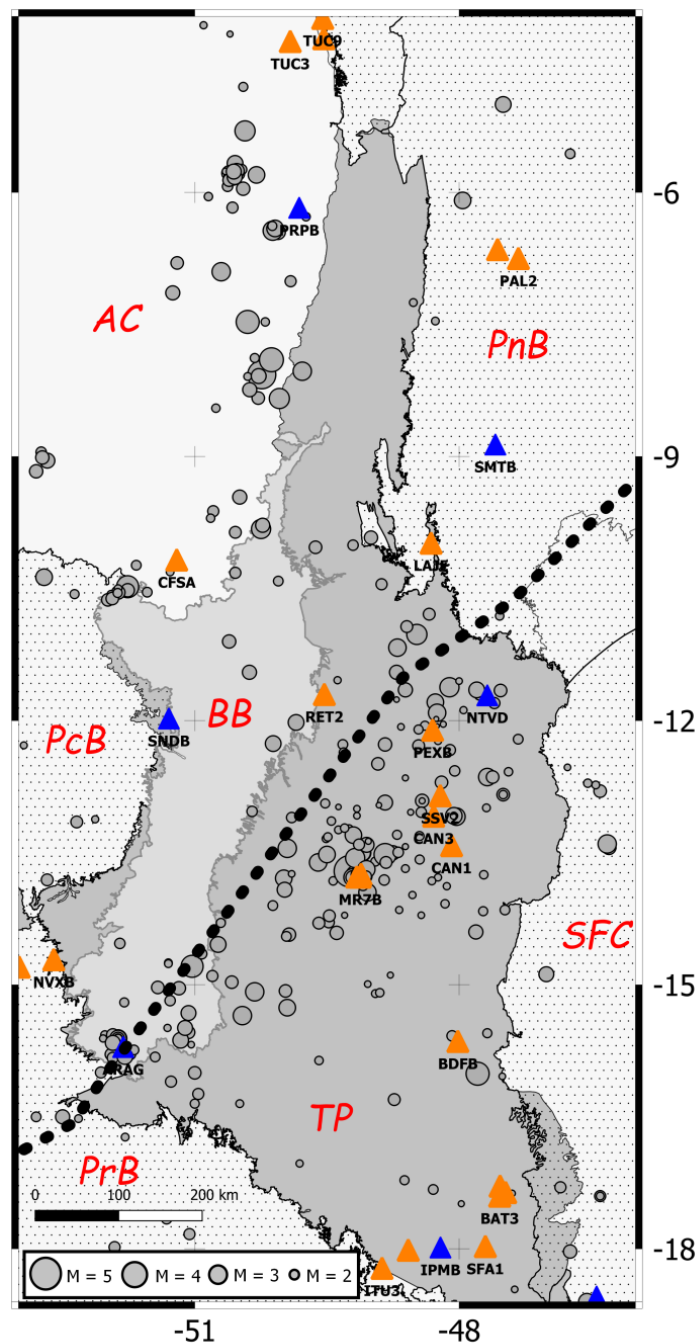 TUC9
TUC3
-6
PRPB
PAL2
AC
PnB
-9
SMTB
LAJE
CFSA
BB
RET2
NTVD
-12
PcB
SNDB
PEXB
SSV2
CAN3
CAN1
MR7B
SFC
NVXB
-15
BDFB
ARAG
TP
PrB
0 100 200 km
BAT3
-18
IPMB SFA1
ITU3
M = 5 M = 4 M = 3 M = 2
-51 -48